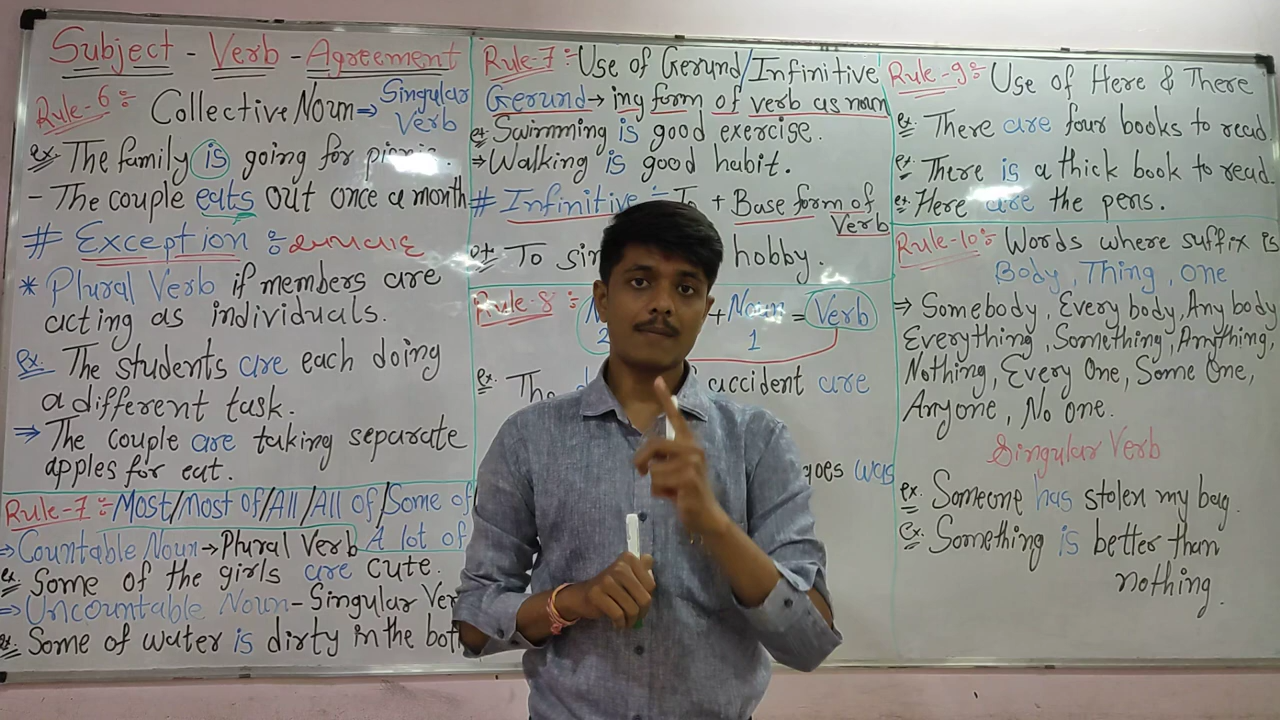 Subject - Verb - Agreement
Rule-6 :- Collective Noun → Singular Verb
ex The family is going for picnic.
- The couple eats out once a month
# Exception : અપવાદ
* Plural Verb if members are
acting as individuals.
ex. The students are each doing
a different task.
⇒ The couple are taking separate
apples for eat.
Rule-7 :- Most/Most of/All/All of/Some of
A lot of
⇒ Countable Noun → Plural Verb
ex. Some of the girls are cute.
⇒ Uncountable Noun - Singular Ver
ex. Some of water is dirty in the bott
Rule-7 :- Use of Gerund/Infinitive
Gerund → ing form of verb as noun
ex. Swimming is good exercise.
⇒ Walking is good habit.
# Infinitive :- To + Base form of
Verb
ex To hobby.
Rule-8 :- + Noun = Verb
2 1
ex. The accident are
goes was
Rule-9 :- Use of Here & There
ex. There are four books to read.
ex. There is a thick book to read.
ex. Here are the pens.
Rule-10 :- Words where suffix is
Body, Thing, One
⇒ Somebody, Every body, Any body
Everything, Something, Anything,
Nothing, Every One, Some One,
Anyone, No one.
Singular Verb
ex. Someone has stolen my bag.
ex. Something is better than
nothing.